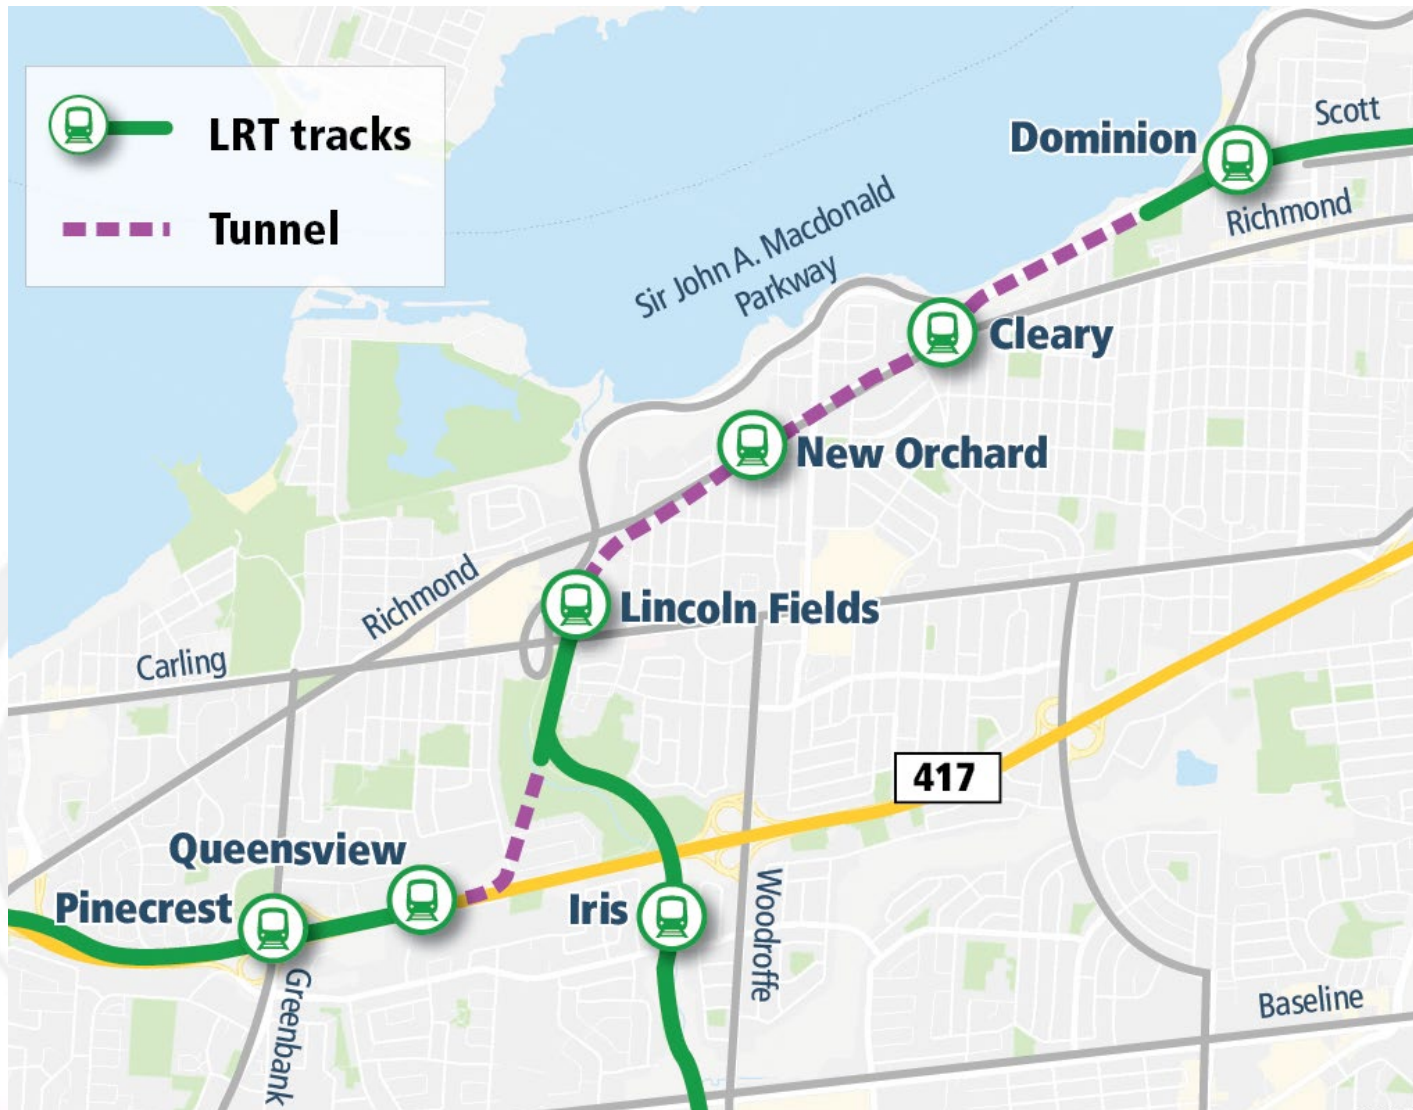 LRT tracks
Tunnel
Dominion
Scott
Richmond
Sir John A. Macdonald
Parkway
Cleary
New Orchard
Richmond
Lincoln Fields
Carling
417
Queensview
Pinecrest
Iris
Woodroffe
Greenbank
Baseline